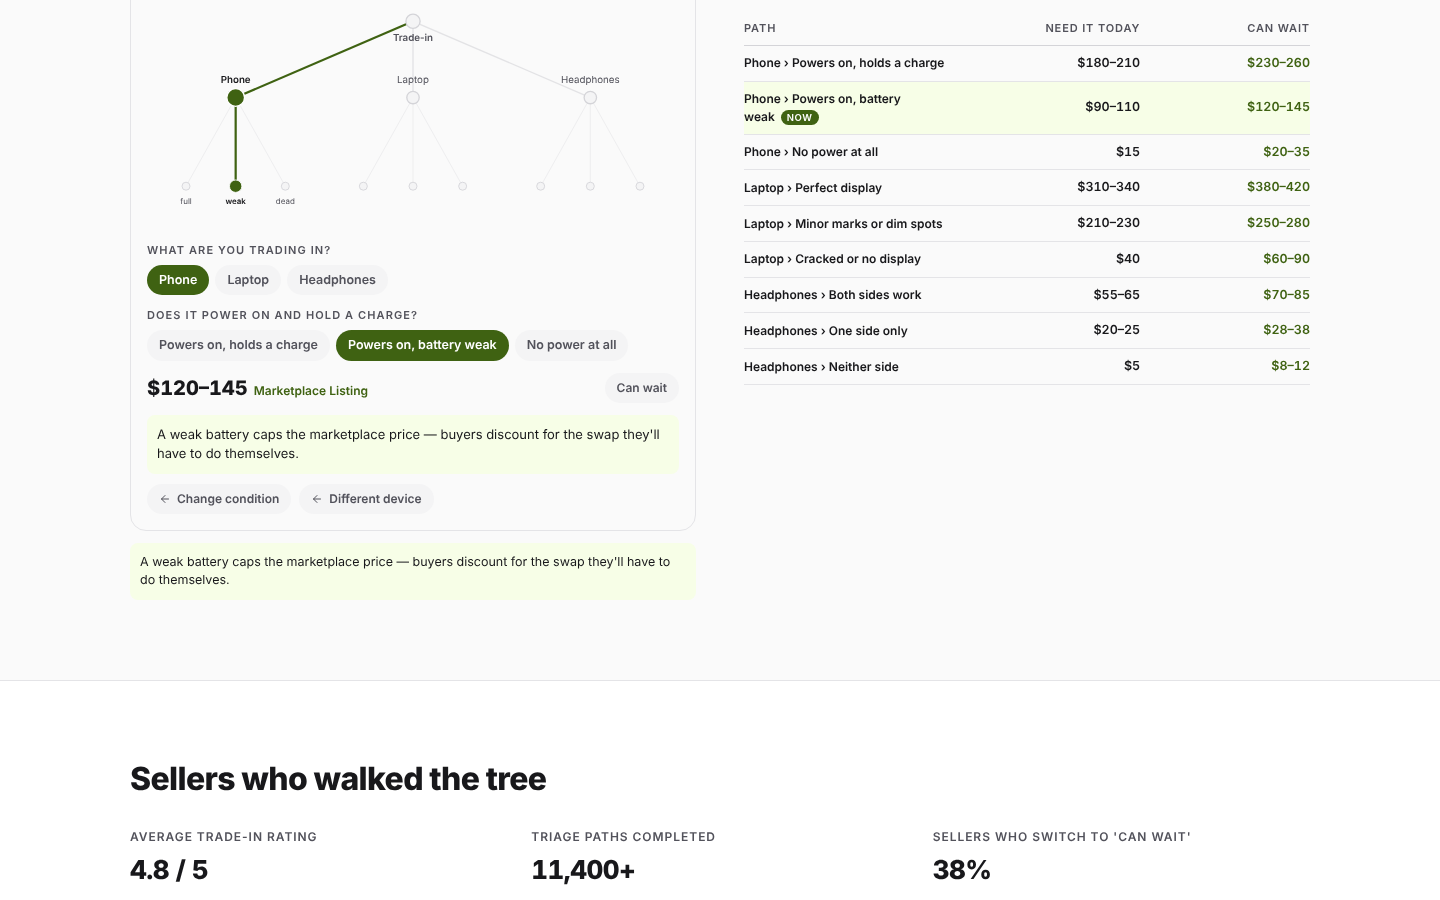 Trade-in
Phone
Laptop
Headphones
full
weak
dead
WHAT ARE YOU TRADING IN?
Phone
Laptop
Headphones
DOES IT POWER ON AND HOLD A CHARGE?
Powers on, holds a charge
Powers on, battery weak
No power at all
$120–145 Marketplace Listing
Can wait
A weak battery caps the marketplace price — buyers discount for the swap they'll
have to do themselves.
← Change condition
← Different device
A weak battery caps the marketplace price — buyers discount for the swap they'll have to
do themselves.
PATH NEED IT TODAY CAN WAIT
Phone › Powers on, holds a charge $180–210 $230–260
Phone › Powers on, battery
weak NOW $90–110 $120–145
Phone › No power at all $15 $20–35
Laptop › Perfect display $310–340 $380–420
Laptop › Minor marks or dim spots $210–230 $250–280
Laptop › Cracked or no display $40 $60–90
Headphones › Both sides work $55–65 $70–85
Headphones › One side only $20–25 $28–38
Headphones › Neither side $5 $8–12
Sellers who walked the tree
AVERAGE TRADE-IN RATING
4.8 / 5
TRIAGE PATHS COMPLETED
11,400+
SELLERS WHO SWITCH TO 'CAN WAIT'
38%